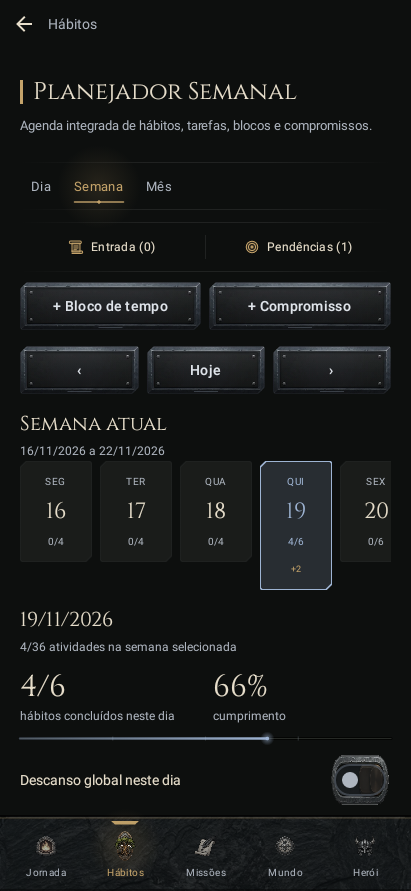 Hábitos
Planejador Semanal
Agenda integrada de hábitos, tarefas, blocos e compromissos.
Dia Semana Mês
Entrada (0) Pendências (1)
+ Bloco de tempo + Compromisso
‹ Hoje ›
Semana atual
16/11/2026 a 22/11/2026
SEG TER QUA QUI SEX
16 17 18 19 20
0/4 0/4 0/4 4/6 0/6
+2
19/11/2026
4/36 atividades na semana selecionada
4/6 66%
hábitos concluídos neste dia cumprimento
Descanso global neste dia
Jornada Hábitos Missões Mundo Herói